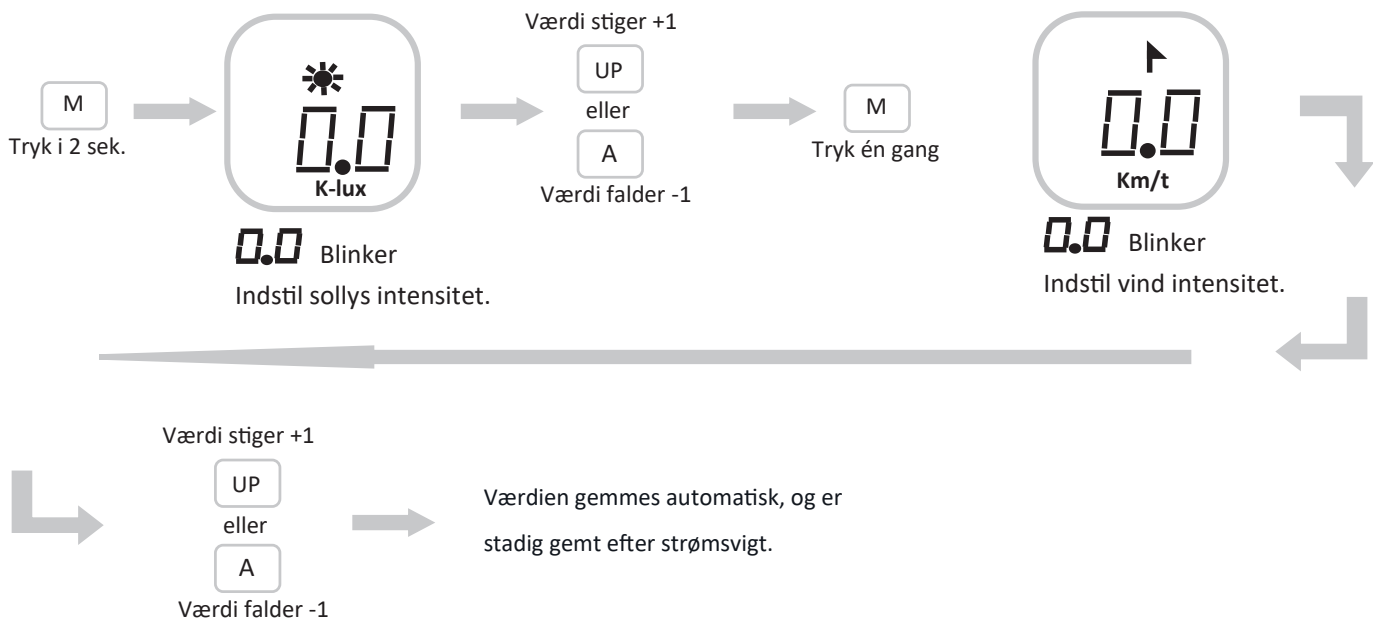 Værdi stiger +1
UP
M
eller
M
A
Tryk i 2 sek.
Tryk én gang
Værdi falder -1
0.0
K-lux
0.0
Km/t
0.0 Blinker
Indstil sollys intensitet.
0.0 Blinker
Indstil vind intensitet.
Værdi stiger +1
UP
eller
A
Værdi falder -1
Værdien gemmes automatisk, og er
stadig gemt efter strømsvigt.